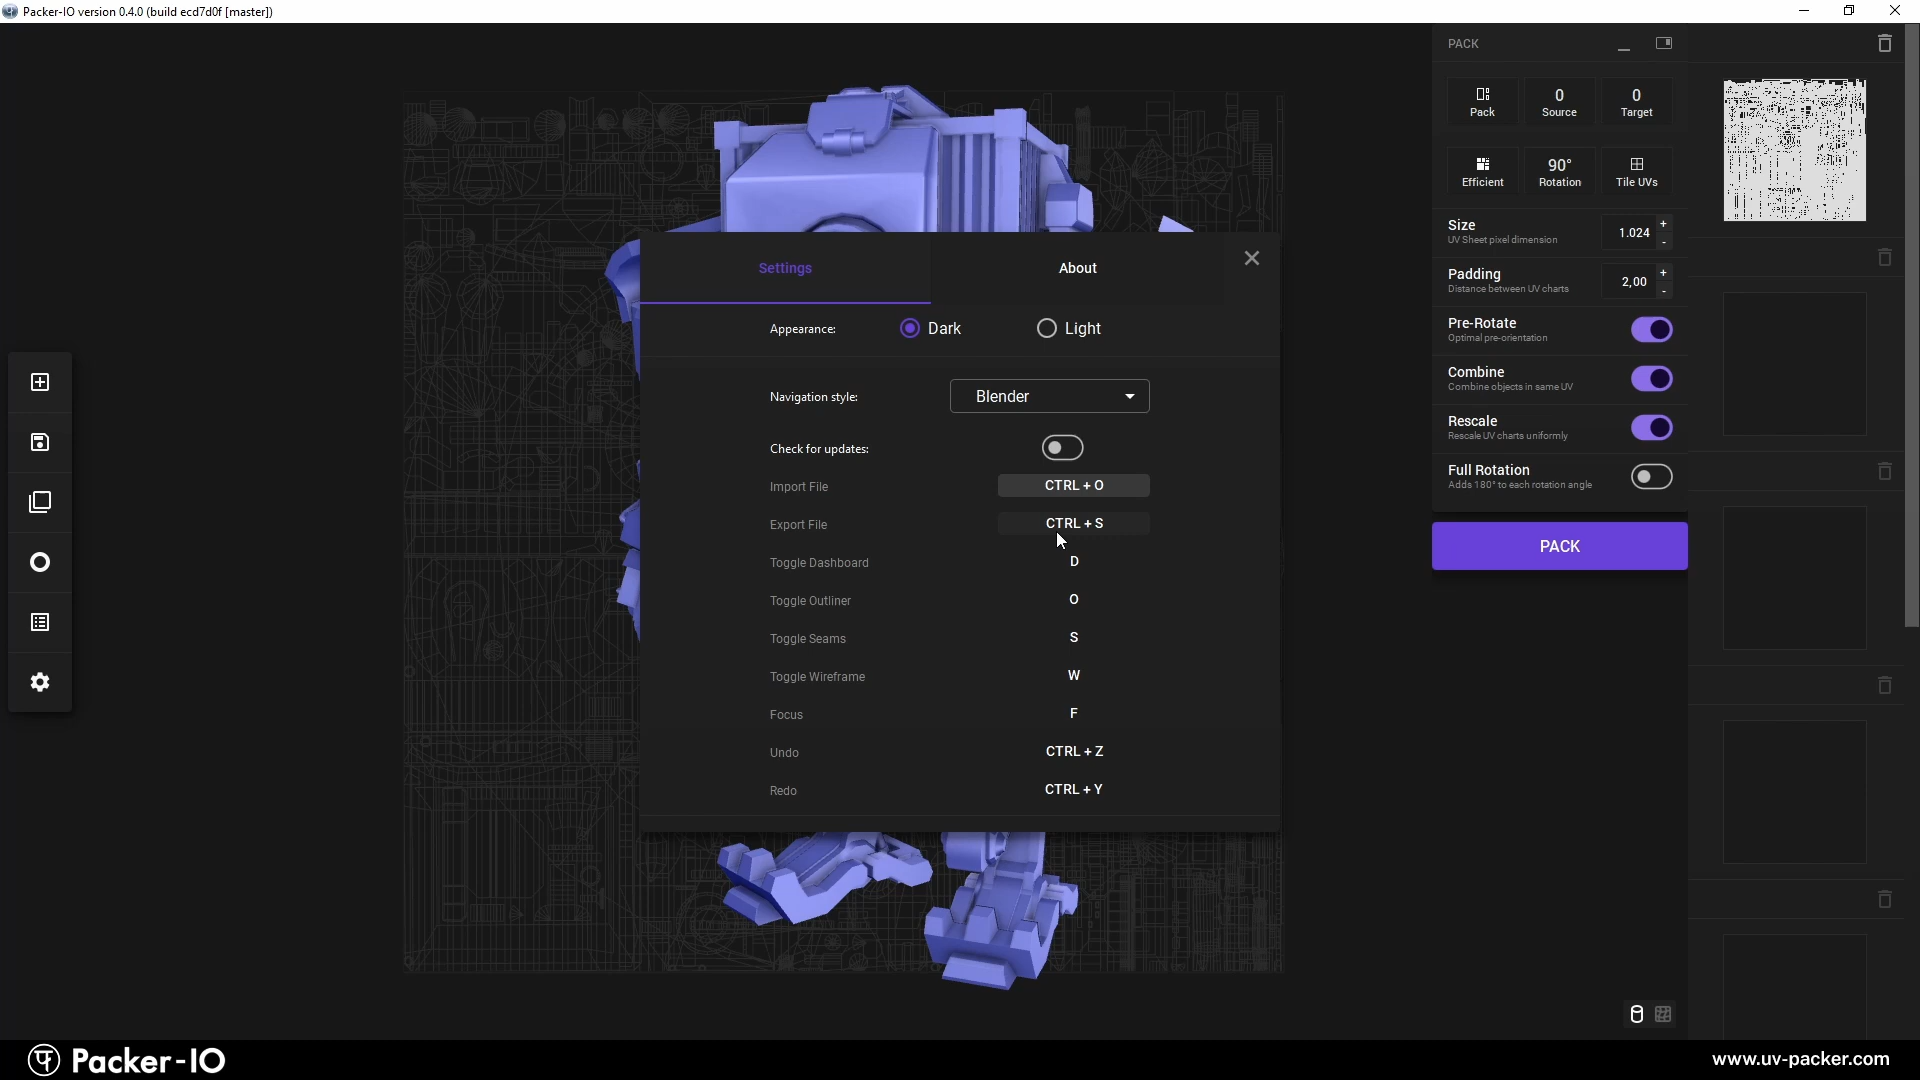 Packer-IO version 0.4.0 (build ecd7d0f [master])
PACK
Pack
0
Source
0
Target
Efficient
90°
Rotation
Tile UVs
Size
UV Sheet pixel dimension
1.024
+
-
Padding
Distance between UV charts
2,00
+
-
Pre-Rotate
Optimal pre-orientation
Combine
Combine objects in same UV
Rescale
Rescale UV charts uniformly
Full Rotation
Adds 180° to each rotation angle
PACK
Settings
About
Appearance:
Dark
Light
Navigation style:
Blender
Check for updates:
Import File
CTRL + O
Export File
CTRL + S
Toggle Dashboard
D
Toggle Outliner
O
Toggle Seams
S
Toggle Wireframe
W
Focus
F
Undo
CTRL + Z
Redo
CTRL + Y
Packer-IO
www.uv-packer.com